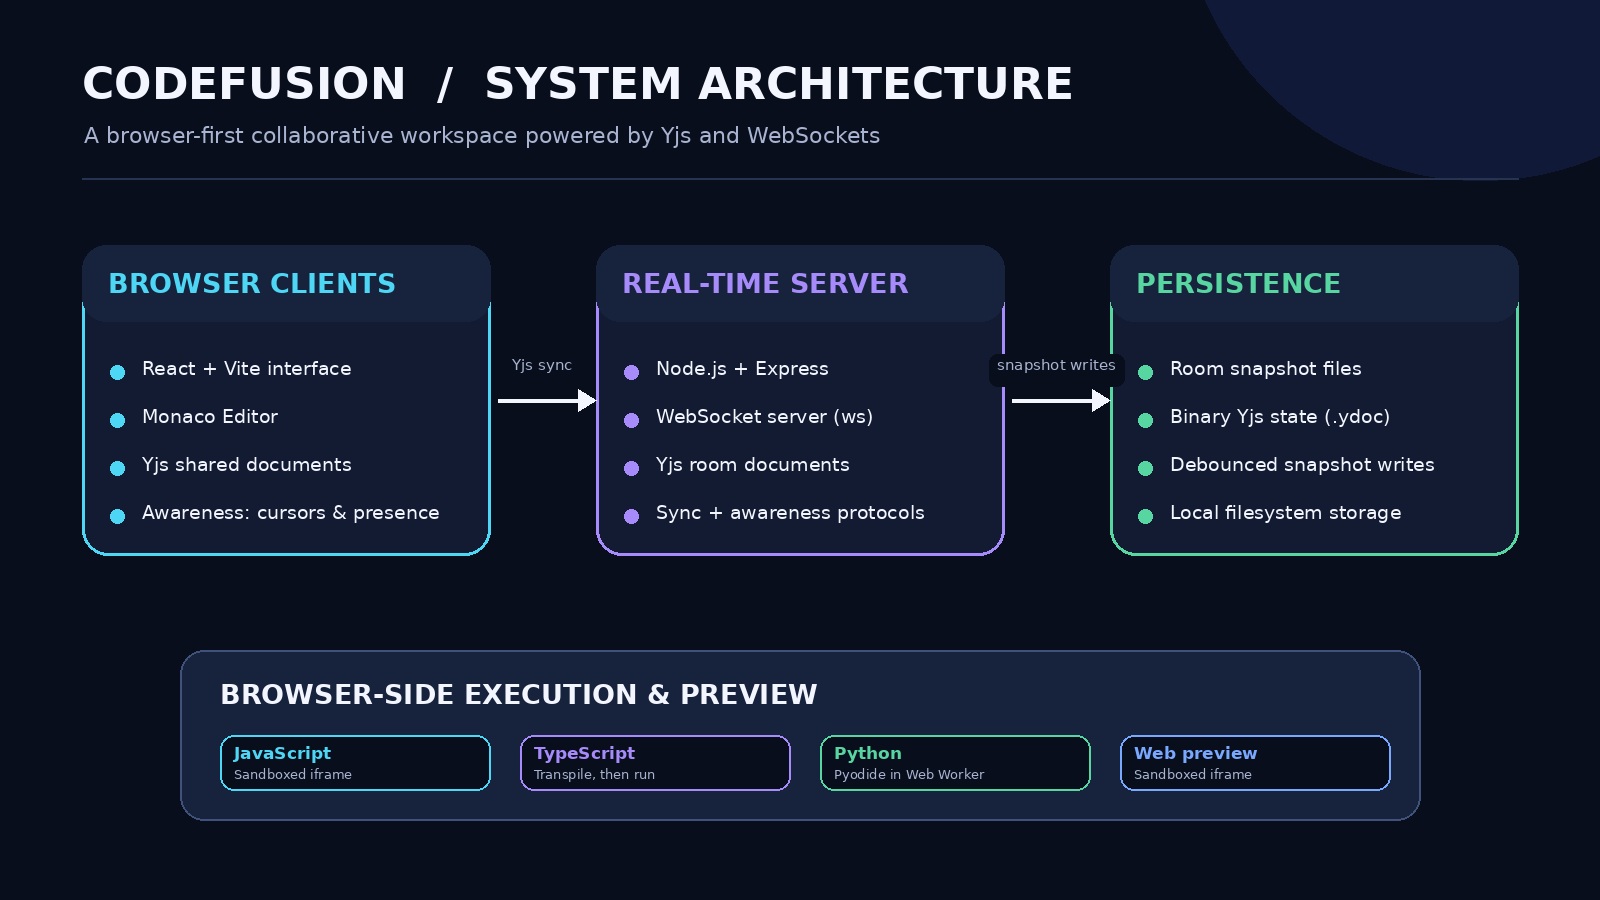 CODEFUSION / SYSTEM ARCHITECTURE
A browser-first collaborative workspace powered by Yjs and WebSockets
BROWSER CLIENTS
React + Vite interface
Monaco Editor
Yjs shared documents
Awareness: cursors & presence
Yjs sync
REAL-TIME SERVER
Node.js + Express
WebSocket server (ws)
Yjs room documents
Sync + awareness protocols
snapshot writes
PERSISTENCE
Room snapshot files
Binary Yjs state (.ydoc)
Debounced snapshot writes
Local filesystem storage
BROWSER-SIDE EXECUTION & PREVIEW
JavaScript
Sandboxed iframe
TypeScript
Transpile, then run
Python
Pyodide in Web Worker
Web preview
Sandboxed iframe